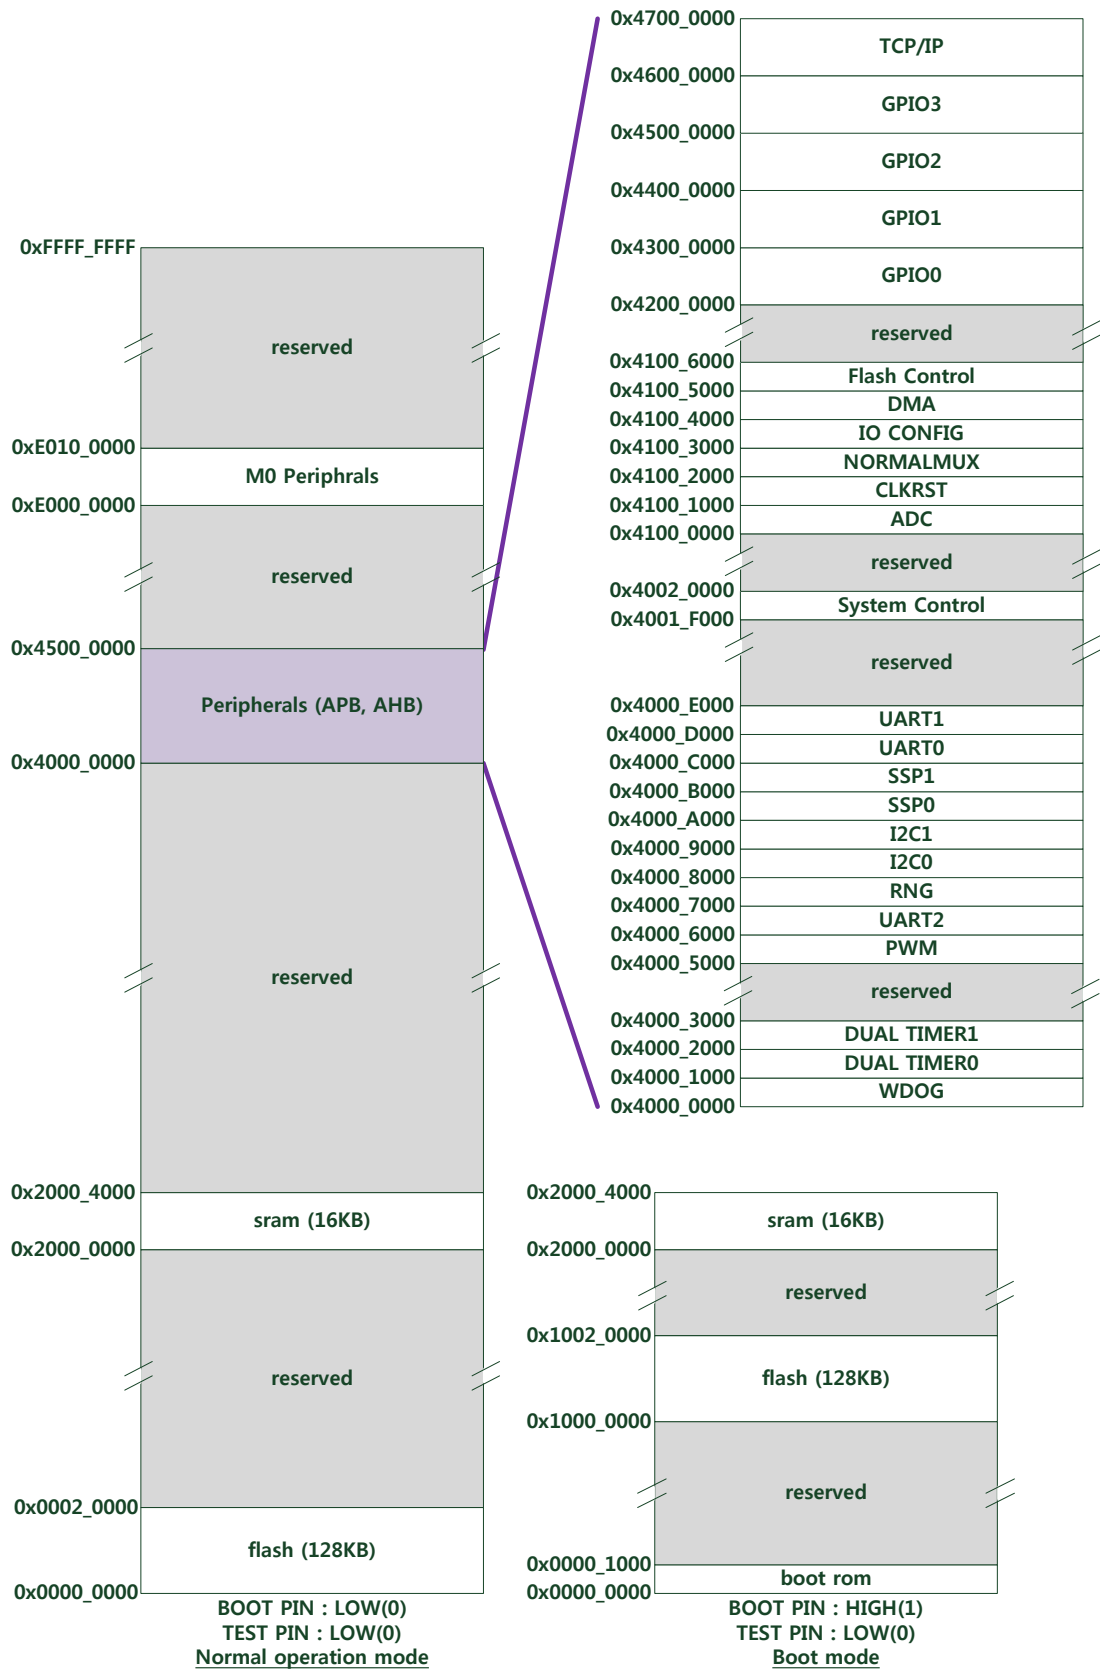 0x4700_0000
TCP/IP
0x4600_0000
GPIO3
0x4500_0000
GPIO2
0x4400_0000
GPIO1
0x4300_0000
GPIO0
0x4200_0000
reserved
0x4100_6000
Flash Control
0x4100_5000
DMA
0x4100_4000
IO CONFIG
0x4100_3000
NORMALMUX
0x4100_2000
CLKRST
0x4100_1000
ADC
0x4100_0000
reserved
0x4002_0000
System Control
0x4001_F000
reserved
0x4000_E000
UART1
0x4000_D000
UART0
0x4000_C000
SSP1
0x4000_B000
SSP0
0x4000_A000
I2C1
0x4000_9000
I2C0
0x4000_8000
RNG
0x4000_7000
UART2
0x4000_6000
PWM
0x4000_5000
reserved
0x4000_3000
DUAL TIMER1
0x4000_2000
DUAL TIMER0
0x4000_1000
WDOG
0x4000_0000
0xFFFF_FFFF
reserved
0xE010_0000
M0 Periphrals
0xE000_0000
reserved
0x4500_0000
Peripherals (APB, AHB)
0x4000_0000
reserved
0x2000_4000
sram (16KB)
0x2000_0000
reserved
0x0002_0000
flash (128KB)
0x0000_0000
BOOT PIN : LOW(0)
TEST PIN : LOW(0)
Normal operation mode
0x2000_4000
sram (16KB)
0x2000_0000
reserved
0x1002_0000
flash (128KB)
0x1000_0000
reserved
0x0000_1000
boot rom
0x0000_0000
BOOT PIN : HIGH(1)
TEST PIN : LOW(0)
Boot mode